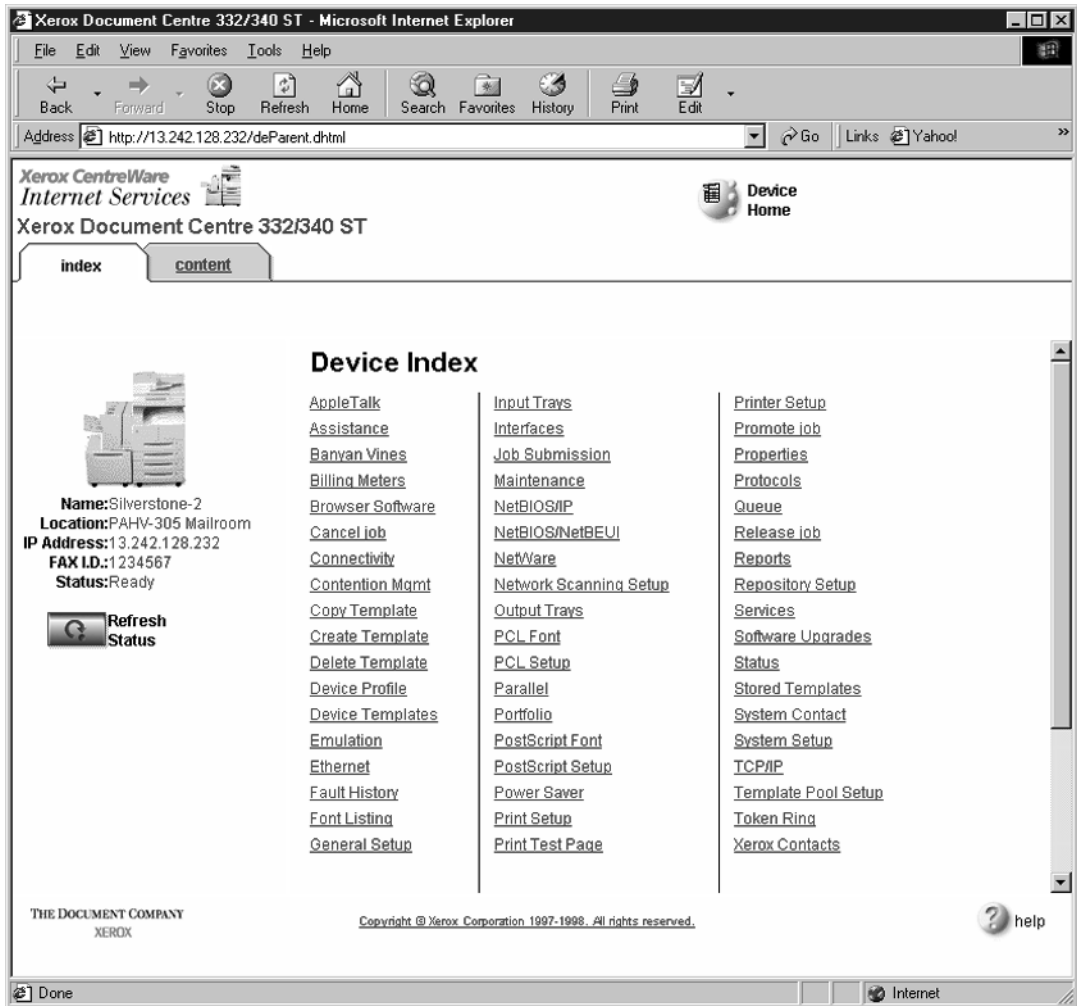 Xerox Document Centre 332/340 ST - Microsoft Internet Explorer
File Edit View Favorites Tools Help
Back Forward Stop Refresh Home Search Favorites History Print Edit
Address http://13.242.128.232/deParent.dhtml Go Links Yahoo! »
Xerox CentreWare
Internet Services
Xerox Document Centre 332/340 ST
Device
Home
index content
Device Index
AppleTalk
Assistance
Banyan Vines
Billing Meters
Browser Software
Cancel job
Connectivity
Contention Mgmt
Copy Template
Create Template
Delete Template
Device Profile
Device Templates
Emulation
Ethernet
Fault History
Font Listing
General Setup
Input Trays
Interfaces
Job Submission
Maintenance
NetBIOS/IP
NetBIOS/NetBEUI
NetWare
Network Scanning Setup
Output Trays
PCL Font
PCL Setup
Parallel
Portfolio
PostScript Font
PostScript Setup
Power Saver
Print Setup
Print Test Page
Printer Setup
Promote job
Properties
Protocols
Queue
Release job
Reports
Repository Setup
Services
Software Upgrades
Status
Stored Templates
System Contact
System Setup
TCP/IP
Template Pool Setup
Token Ring
Xerox Contacts
Name:Silverstone-2
Location:PAHV-305 Mailroom
IP Address:13.242.128.232
FAX I.D.:1234567
Status:Ready
Refresh
Status
THE DOCUMENT COMPANY
XEROX
Copyright © Xerox Corporation 1997-1998. All rights reserved.
? help
Done Internet